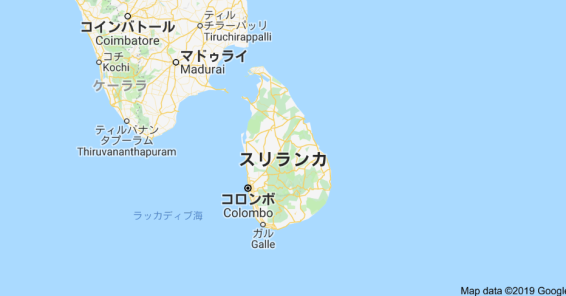 コインバトール
Coimbatore
ティル
チラーパッリ
Tiruchirappalli
コチ
Kochi
マドゥライ
Madurai
ケーララ
ティルバナン
タプーラム
Thiruvananthapuram
スリランカ
コロンボ
Colombo
ラッカディブ海
ガル
Galle
Map data ©2019 Google